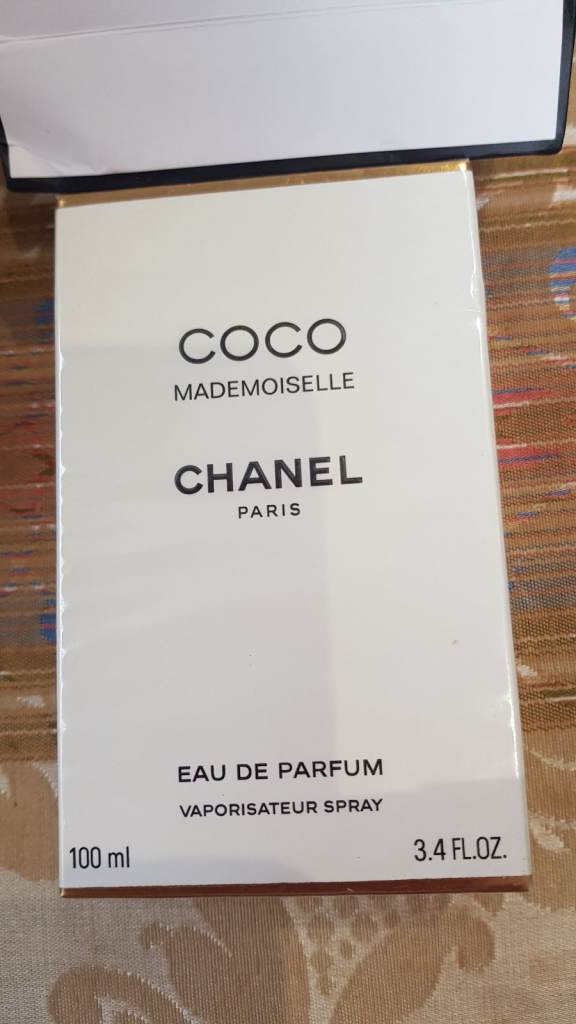 COCO
MADEMOISELLE
CHANEL
PARIS
EAU DE PARFUM
VAPORISATEUR SPRAY
100 ml
3.4 FL.OZ.